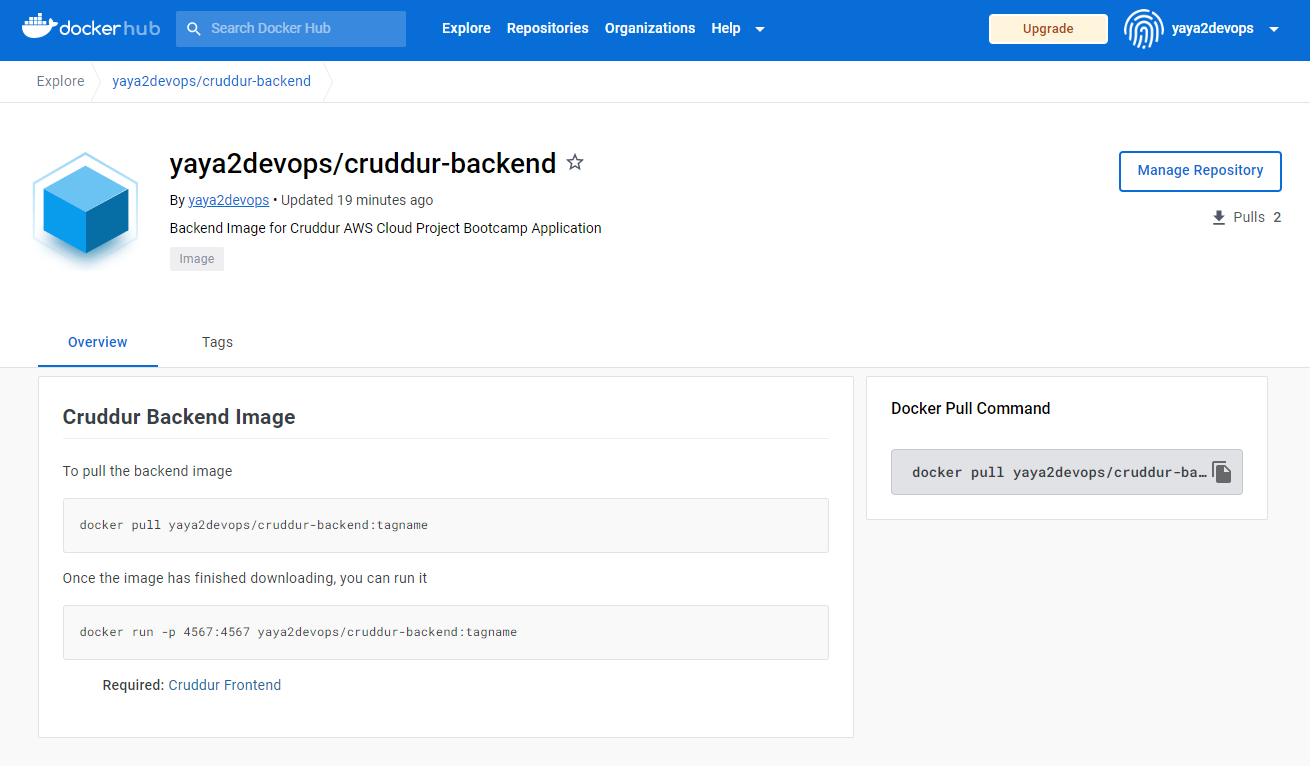 dockerhub Search Docker Hub Explore Repositories Organizations Help Upgrade yaya2devops
Explore yaya2devops/cruddur-backend
yaya2devops/cruddur-backend
Manage Repository
By yaya2devops • Updated 19 minutes ago
Pulls 2
Backend Image for Cruddur AWS Cloud Project Bootcamp Application
Image
Overview Tags
Cruddur Backend Image
To pull the backend image
docker pull yaya2devops/cruddur-backend:tagname
Once the image has finished downloading, you can run it
docker run -p 4567:4567 yaya2devops/cruddur-backend:tagname
Required: Cruddur Frontend
Docker Pull Command
docker pull yaya2devops/cruddur-ba…